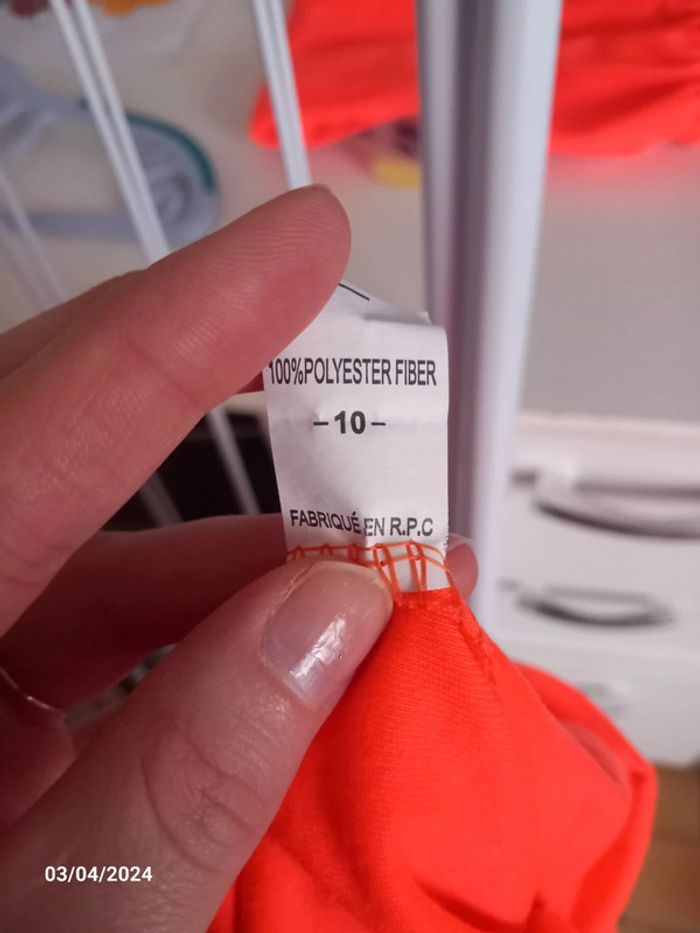 100%POLYESTER FIBER
–10–
FABRIQUÉ EN R.P.C
03/04/2024